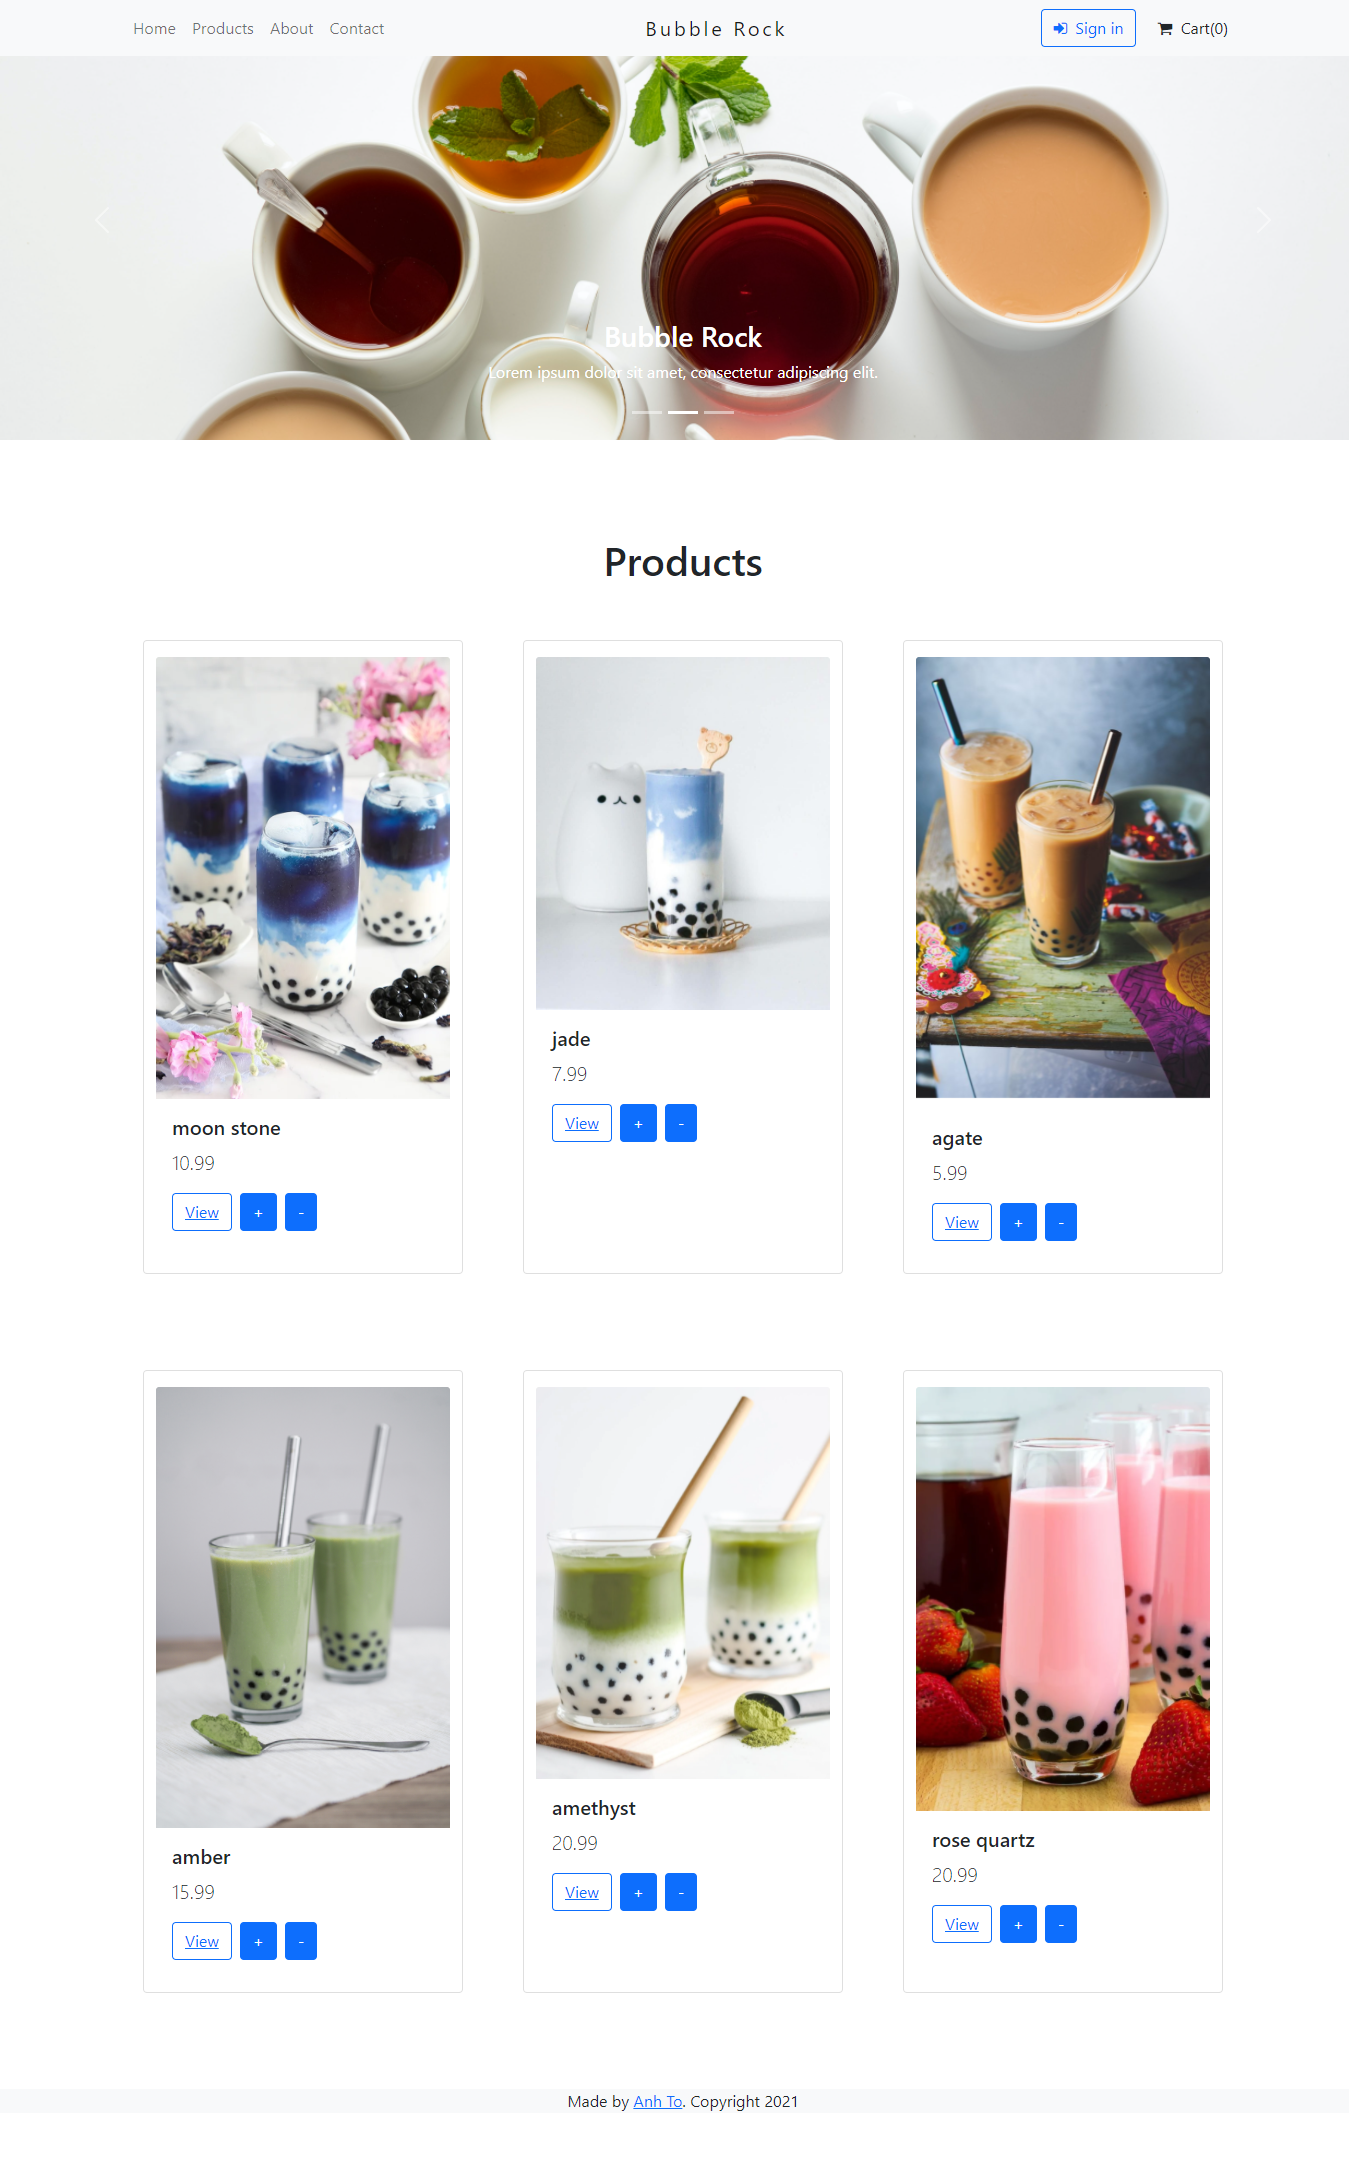 Home Products About Contact
Bubble Rock
Sign in
Cart(0)
Bubble Rock
Lorem ipsum dolor sit amet, consectetur adipiscing elit.
Products
moon stone
10.99
View + -
jade
7.99
View + -
agate
5.99
View + -
amber
15.99
View + -
amethyst
20.99
View + -
rose quartz
20.99
View + -
Made by Anh To. Copyright 2021